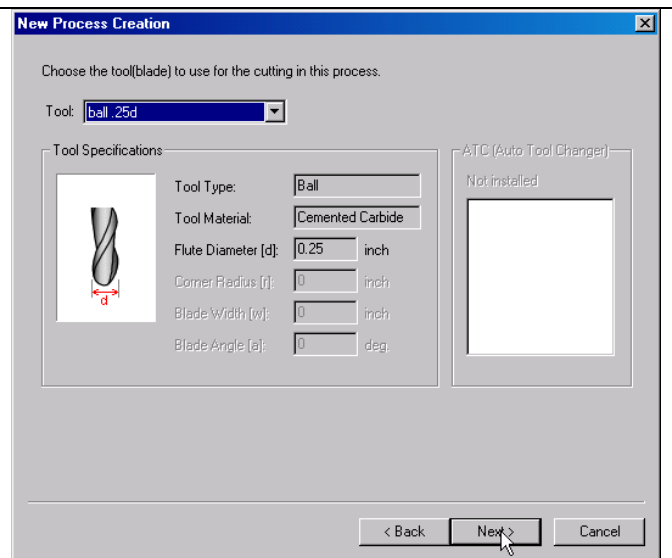 New Process Creation
Choose the tool(blade) to use for the cutting in this process.
Tool: ball .25d
Tool Specifications
d
Tool Type: Ball
Tool Material: Cemented Carbide
Flute Diameter [d]: 0.25 inch
Corner Radius [r]: 0 inch
Blade Width [w]: 0 inch
Blade Angle [a]: 0 deg.
ATC (Auto Tool Changer)
Not installed
< Back Next > Cancel